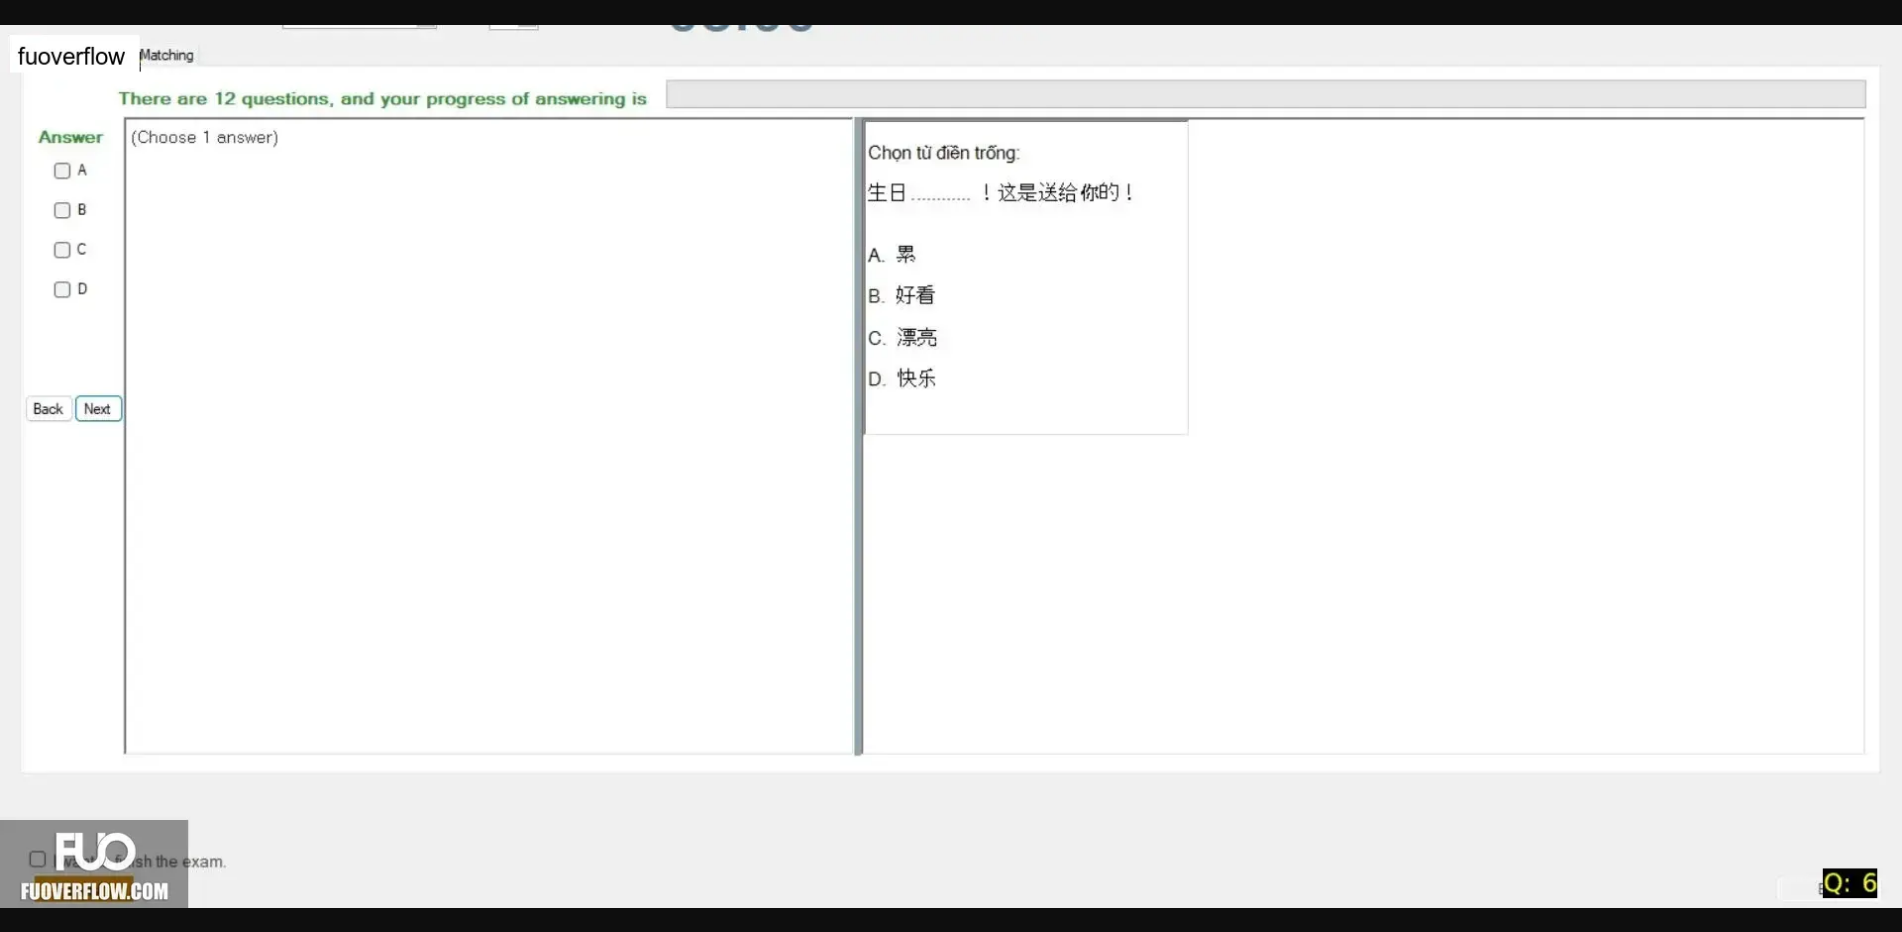 fuoverflow
Matching
There are 12 questions, and your progress of answering is
Answer
(Choose 1 answer)
A
B
C
D
Back
Next
Chọn từ điền trống:
生日............ ！这是送给你的！
A. 累
B. 好看
C. 漂亮
D. 快乐
FUO
sh the exam.
FUOVERFLOW.COM
Q: 6